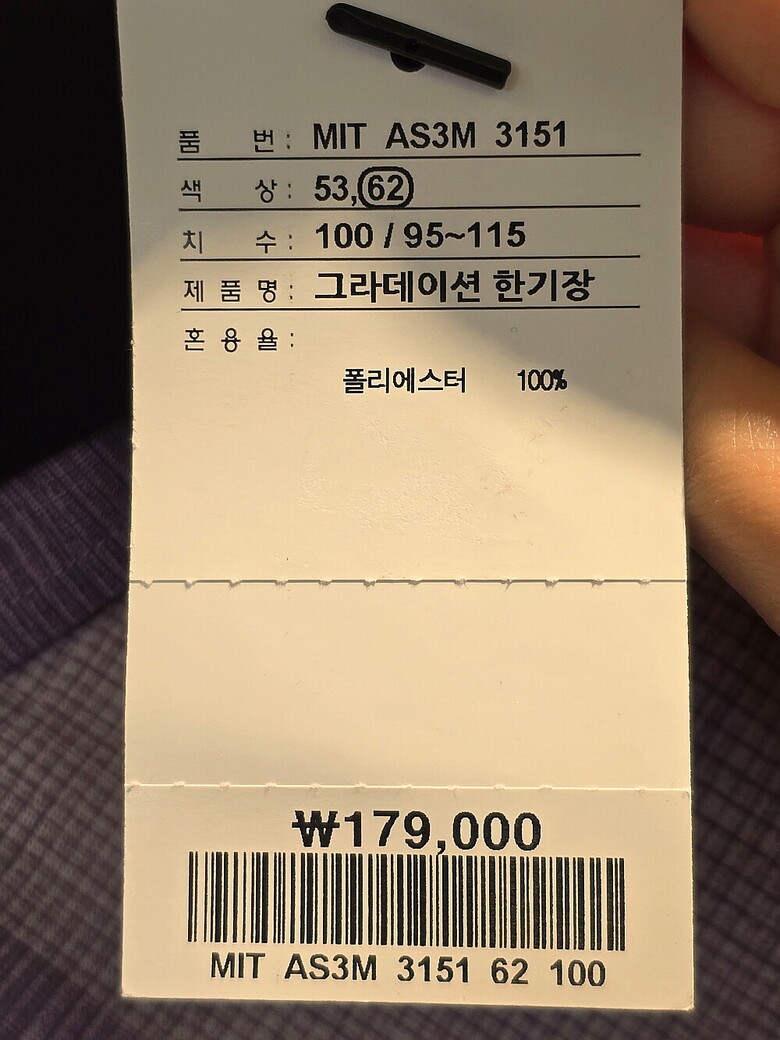 품 번 : MIT AS3M 3151
색 상 : 53,62
치 수 : 100 / 95~115
제 품 명 : 그라데이션 한기장
혼 용 율 :
폴리에스터 100%
₩179,000
MIT AS3M 3151 62 100